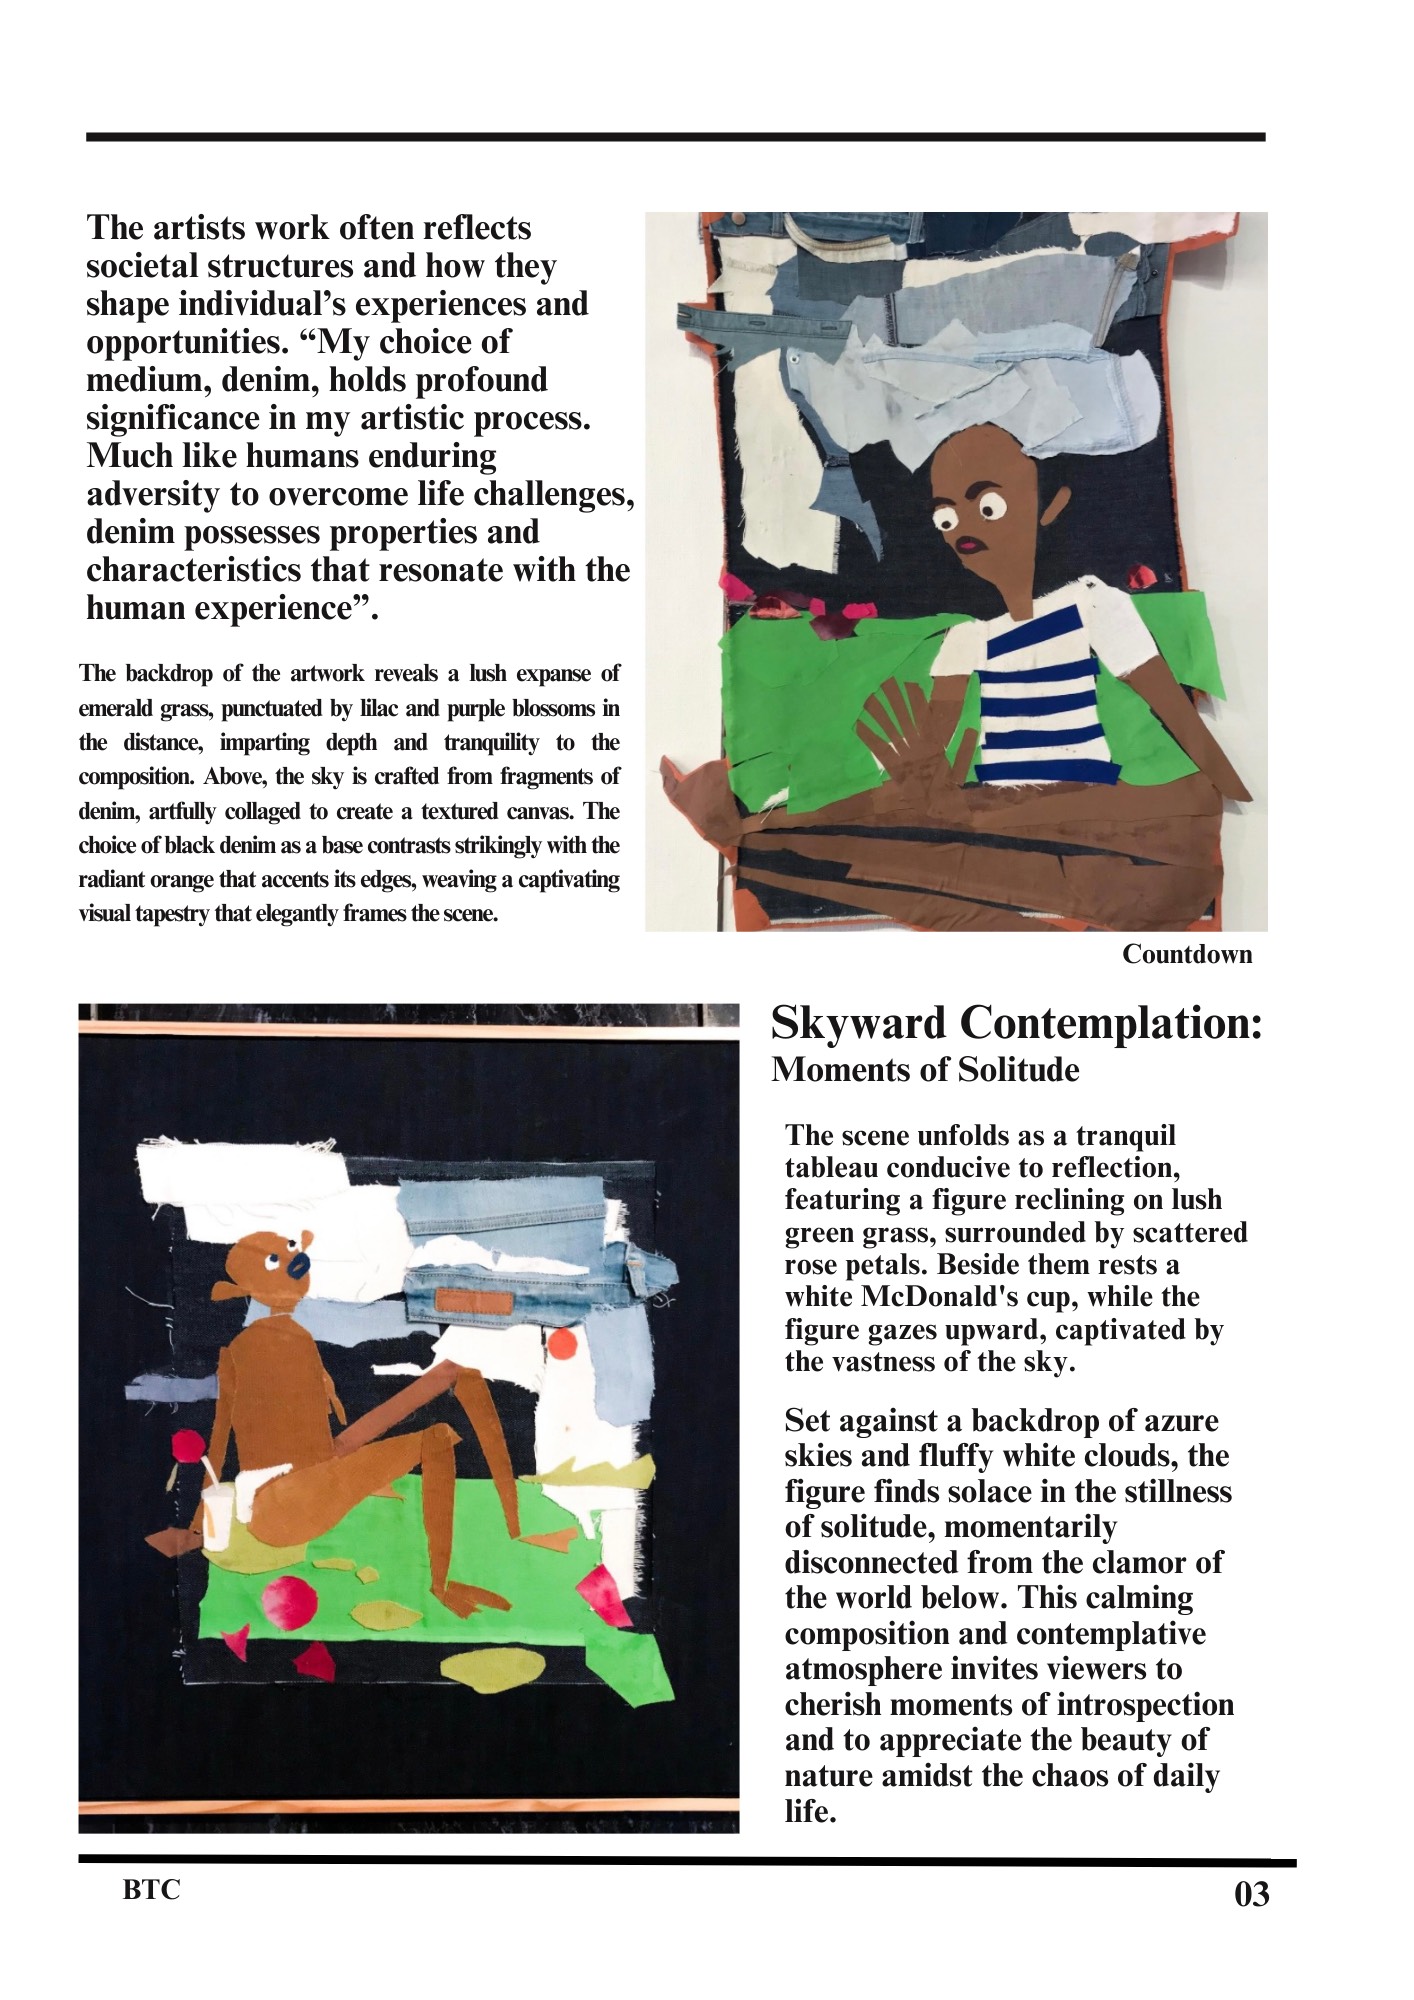 The artists work often reflects
societal structures and how they
shape individual’s experiences and
opportunities. “My choice of
medium, denim, holds profound
significance in my artistic process.
Much like humans enduring
adversity to overcome life challenges,
denim possesses properties and
characteristics that resonate with the
human experience”.
The backdrop of the artwork reveals a lush expanse of
emerald grass, punctuated by lilac and purple blossoms in
the distance, imparting depth and tranquility to the
composition. Above, the sky is crafted from fragments of
denim, artfully collaged to create a textured canvas. The
choice of black denim as a base contrasts strikingly with the
radiant orange that accents its edges, weaving a captivating
visual tapestry that elegantly frames the scene.
Countdown
Skyward Contemplation:
Moments of Solitude
The scene unfolds as a tranquil
tableau conducive to reflection,
featuring a figure reclining on lush
green grass, surrounded by scattered
rose petals. Beside them rests a
white McDonald's cup, while the
figure gazes upward, captivated by
the vastness of the sky.
Set against a backdrop of azure
skies and fluffy white clouds, the
figure finds solace in the stillness
of solitude, momentarily
disconnected from the clamor of
the world below. This calming
composition and contemplative
atmosphere invites viewers to
cherish moments of introspection
and to appreciate the beauty of
nature amidst the chaos of daily
life.
BTC
03